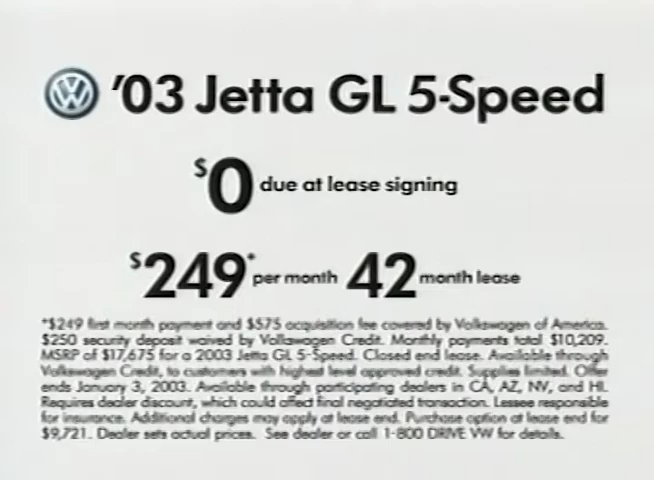 VW '03 Jetta GL 5-Speed
$0 due at lease signing
$249* per month 42 month lease
*$249 first month payment and $575 acquisition fee covered by Volkswagen of America.
$250 security deposit waived by Volkswagen Credit. Monthly payments total $10,209.
MSRP of $17,675 for a 2003 Jetta GL 5-Speed. Closed end lease. Available through
Volkswagen Credit, to customers with highest level approved credit. Supplies limited. Offer
ends January 3, 2003. Available through participating dealers in CA, AZ, NV, and HI.
Requires dealer discount, which could affect final negotiated transaction. Lessee responsible
for insurance. Additional charges may apply at lease end. Purchase option at lease end for
$9,721. Dealer sets actual prices. See dealer or call 1-800 DRIVE VW for details.